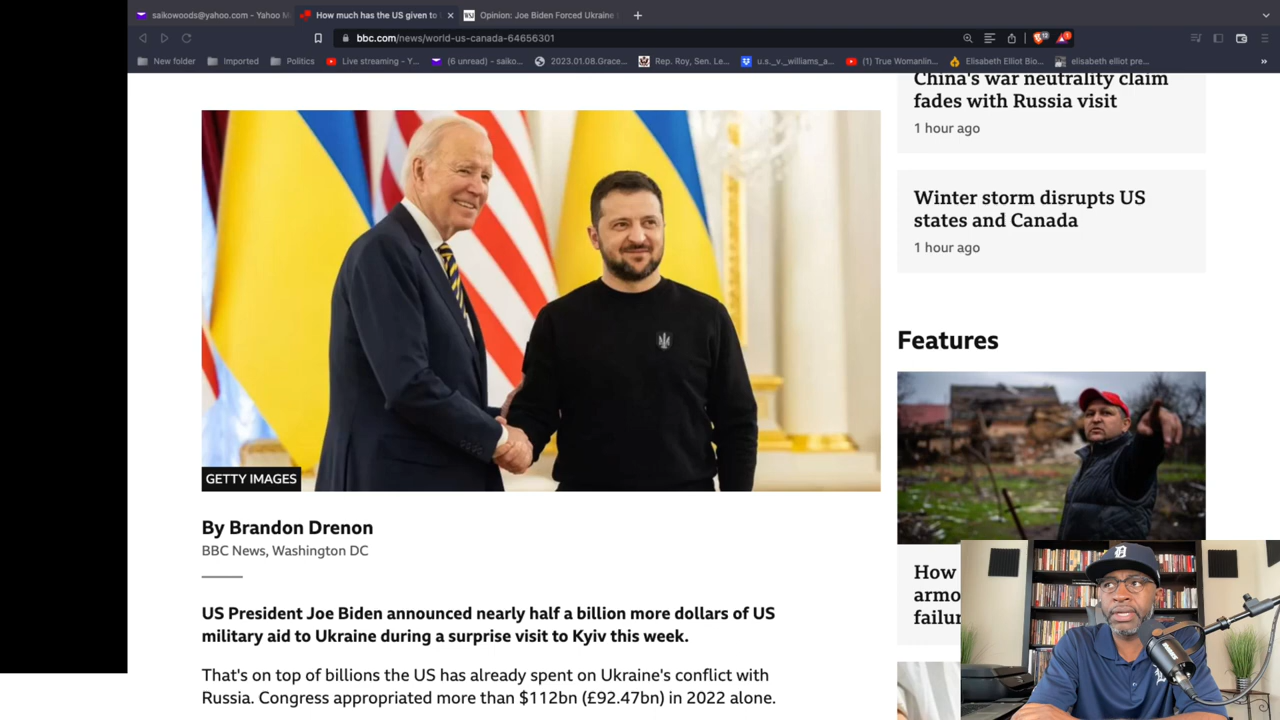 saikowoods@yahoo.com - Yahoo M
How much has the US given to
Opinion: Joe Biden Forced Ukraine
bbc.com/news/world-us-canada-64656301
New folder
Imported
Politics
Live streaming - Y...
(6 unread) - saiko...
2023.01.08.Grace...
Rep. Roy, Sen. Le...
u.s._v._williams_a...
(1) True Womanlin...
Elisabeth Elliot Bio...
elisabeth elliot pre...
China's war neutrality claim
fades with Russia visit
1 hour ago
Winter storm disrupts US
states and Canada
1 hour ago
Features
GETTY IMAGES
By Brandon Drenon
BBC News, Washington DC
US President Joe Biden announced nearly half a billion more dollars of US
military aid to Ukraine during a surprise visit to Kyiv this week.
That's on top of billions the US has already spent on Ukraine's conflict with
Russia. Congress appropriated more than $112bn (£92.47bn) in 2022 alone.
How
armo
failur